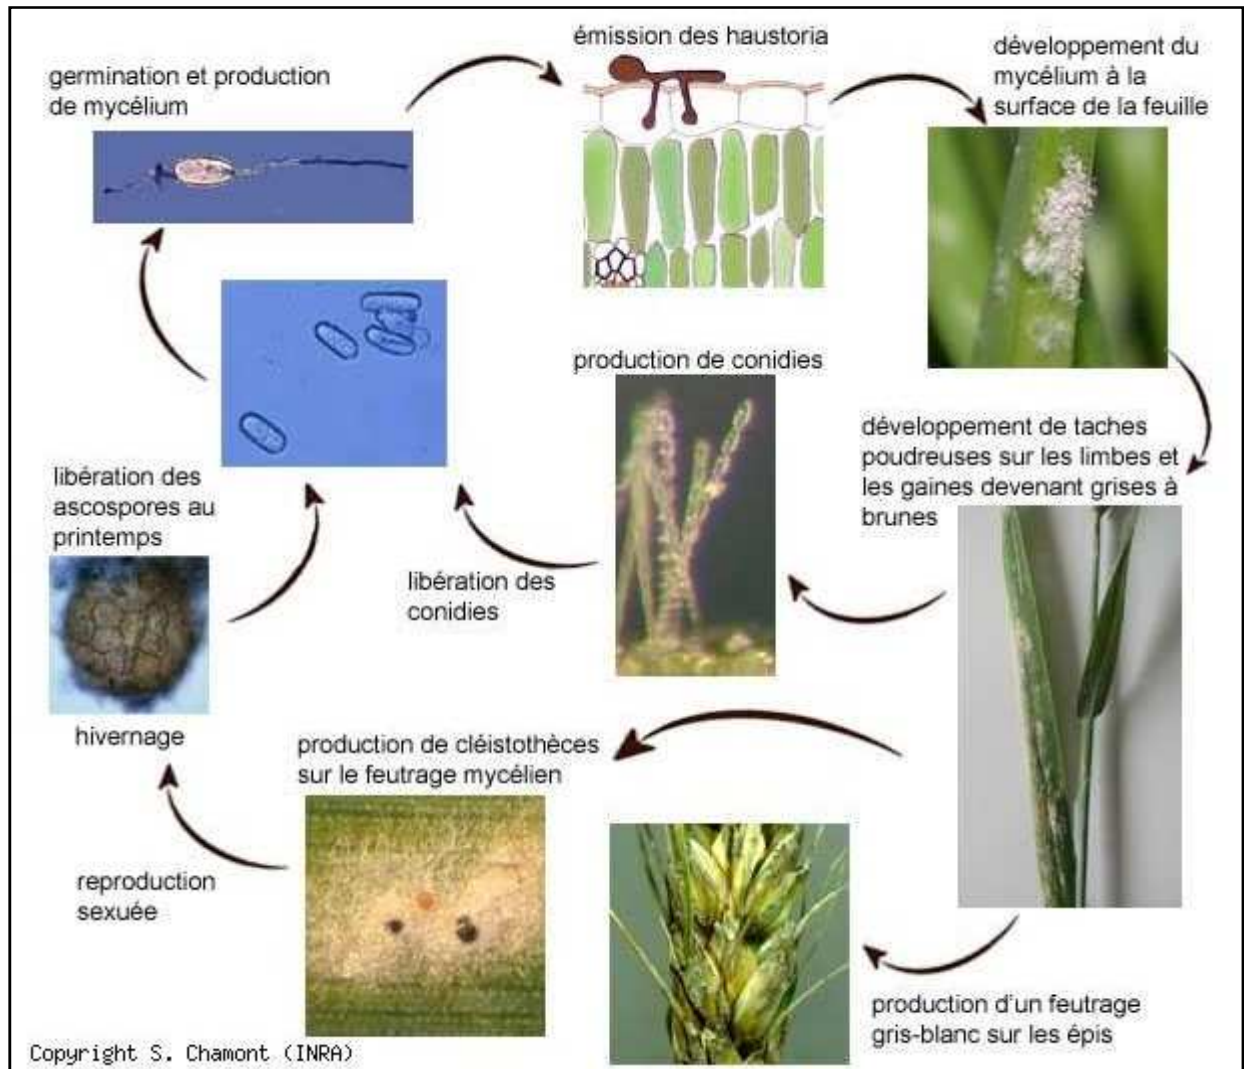 germination et production
de mycélium
émission des haustoria
développement du
mycélium à la
surface de la feuille
production de conidies
développement de taches
poudreuses sur les limbes et
les gaines devenant grises à
brunes
libération des
ascospores au
printemps
libération des
conidies
hivernage
production de cléistothèces
sur le feutrage mycélien
reproduction
sexuée
production d'un feutrage
gris-blanc sur les épis
Copyright S. Chamont (INRA)